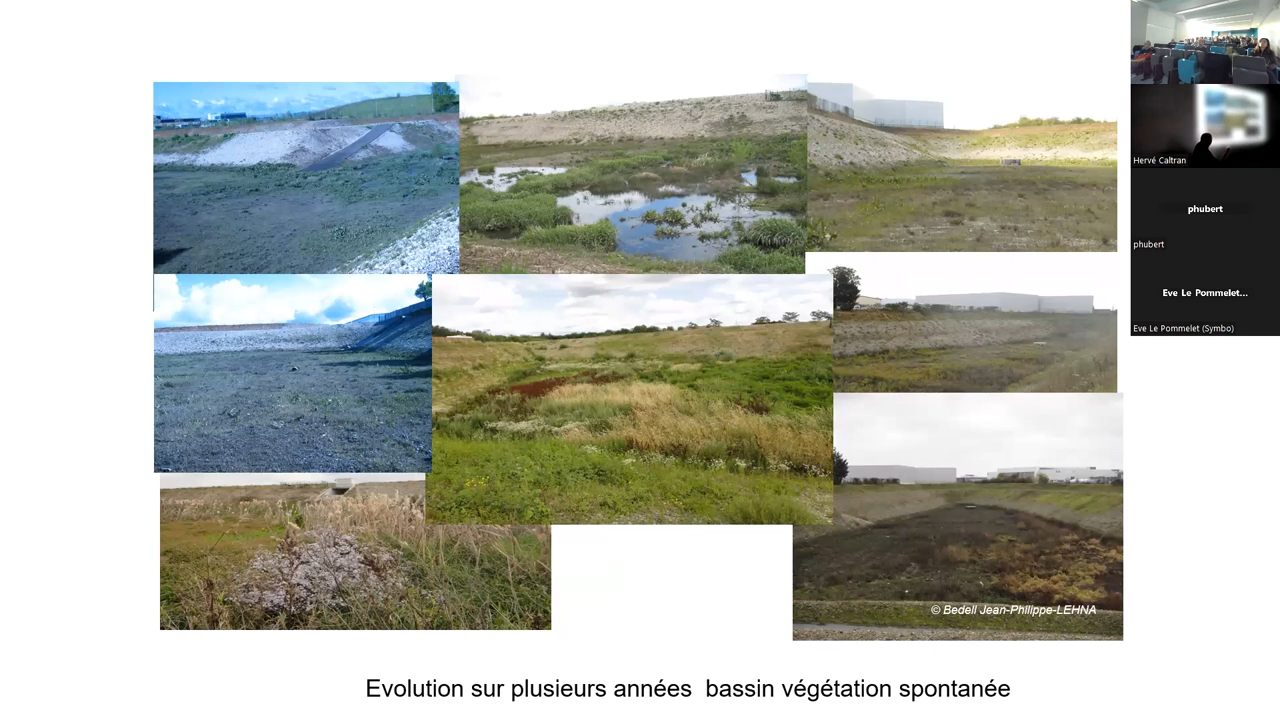 Hervé Caltran
phubert
phubert
Eve Le Pommelet...
Eve Le Pommelet (Symbo)
© Bedell Jean-Philippe-LEHNA
Evolution sur plusieurs années  bassin végétation spontanée